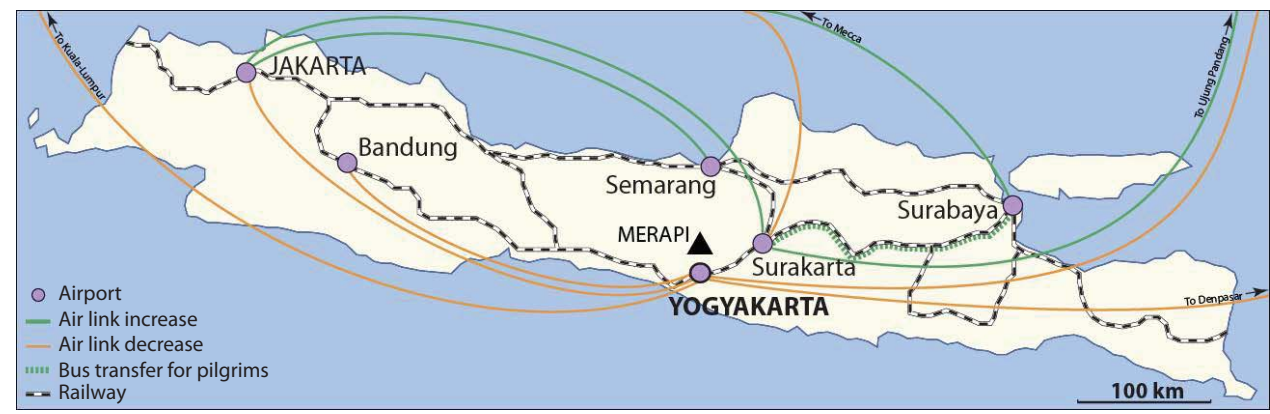 To Kuala-Lumpur
To Mecca
To Ujung Pandang
JAKARTA
Bandung
Semarang
Surabaya
MERAPI
Surakarta
YOGYAKARTA
To Denpasar
Airport
Air link increase
Air link decrease
Bus transfer for pilgrims
Railway
100 km